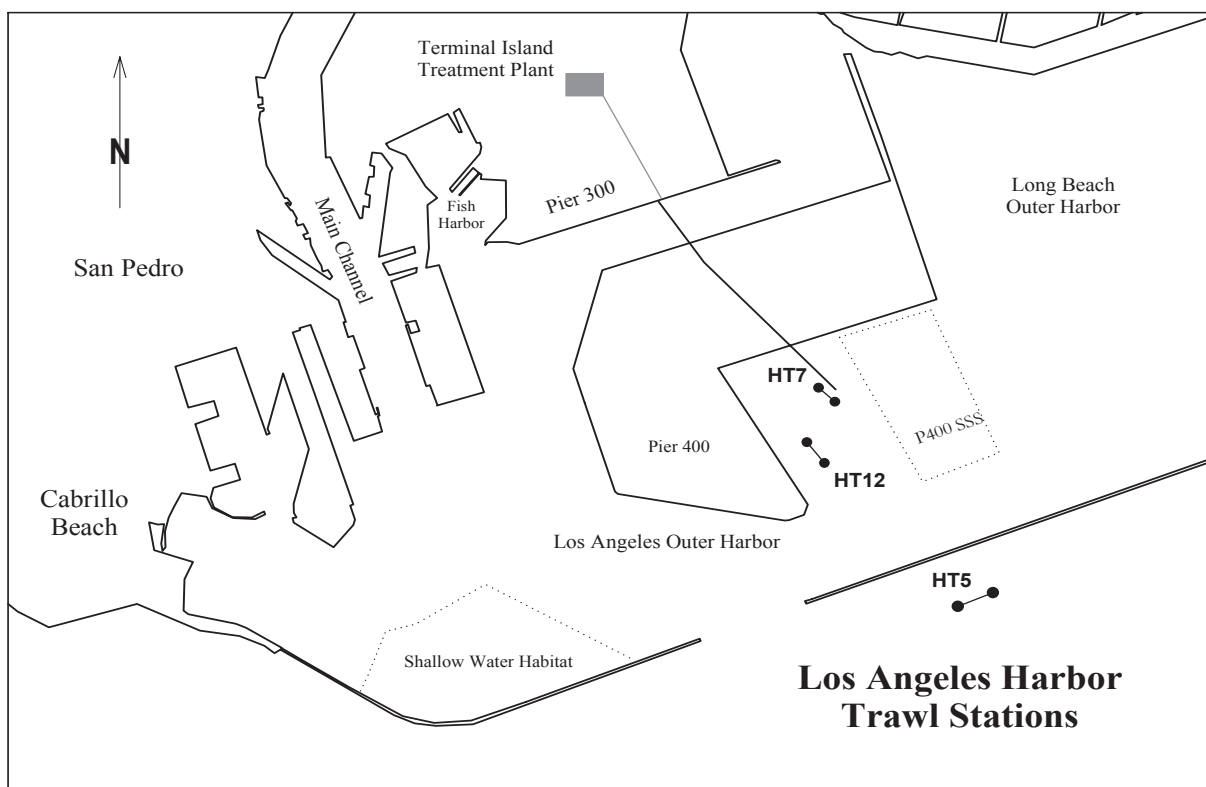 Terminal Island
Treatment Plant
N
Pier 300
Fish
Harbor
Main Channel
Long Beach
Outer Harbor
San Pedro
HT7
P400 SSS
Pier 400
HT12
Cabrillo
Beach
Los Angeles Outer Harbor
HT5
Shallow Water Habitat
Los Angeles Harbor
Trawl Stations